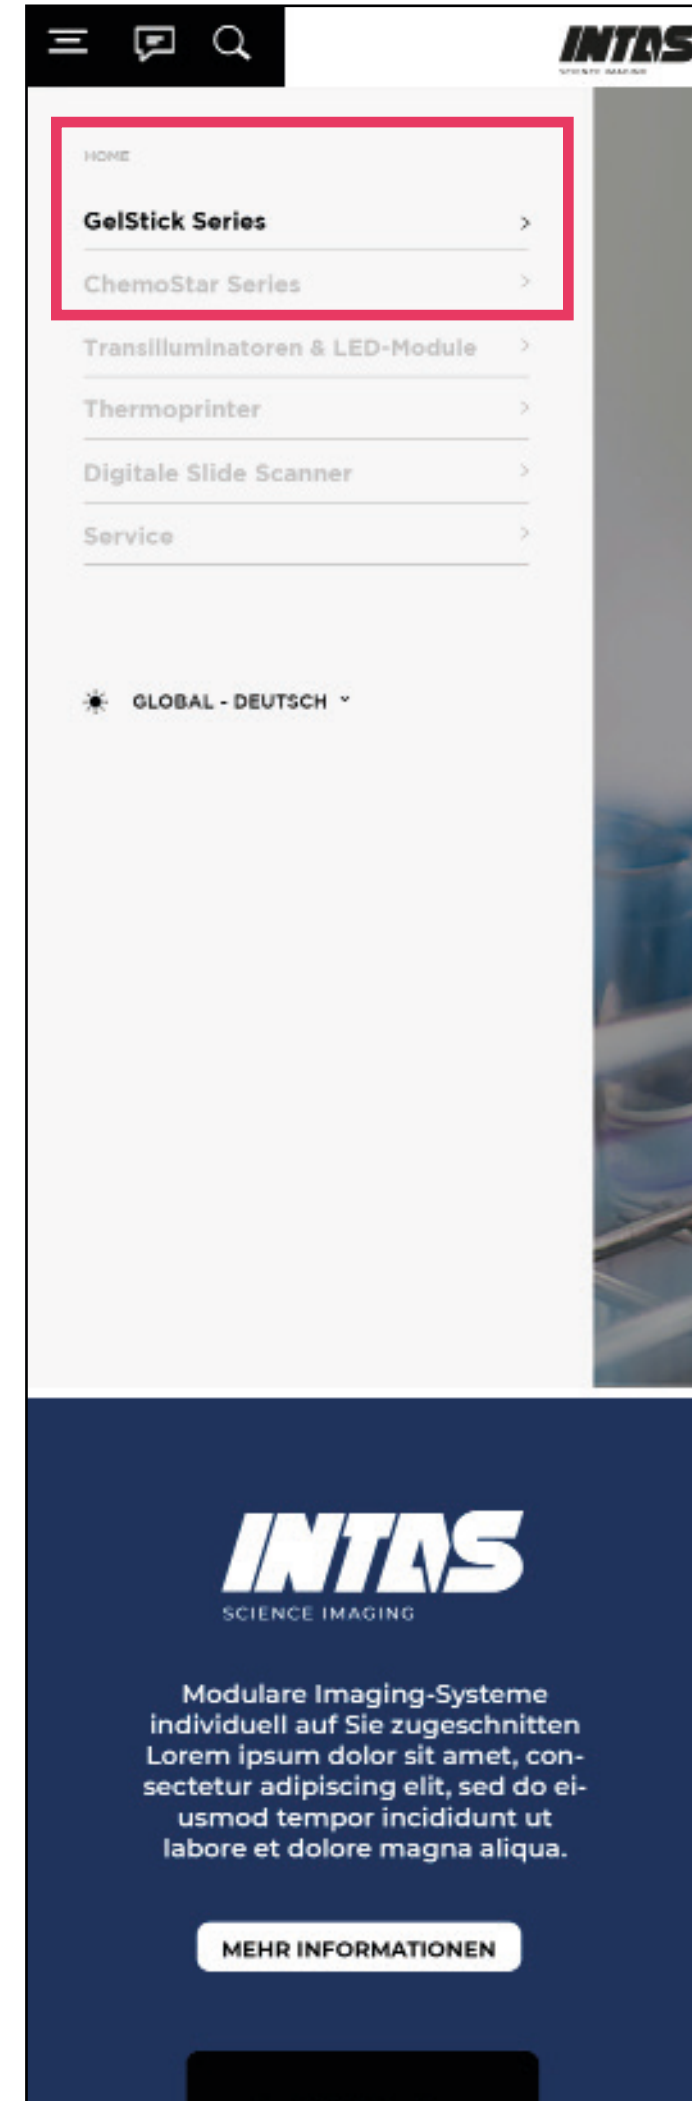 INTAS
SCIENCE IMAGING
HOME
GelStick Series
ChemoStar Series
Transilluminatoren & LED-Module
Thermoprinter
Digitale Slide Scanner
Service
GLOBAL - DEUTSCH
INTAS
SCIENCE IMAGING
Modulare Imaging-Systeme
individuell auf Sie zugeschnitten
Lorem ipsum dolor sit amet, con-
sectetur adipiscing elit, sed do ei-
usmod tempor incididunt ut
labore et dolore magna aliqua.
MEHR INFORMATIONEN